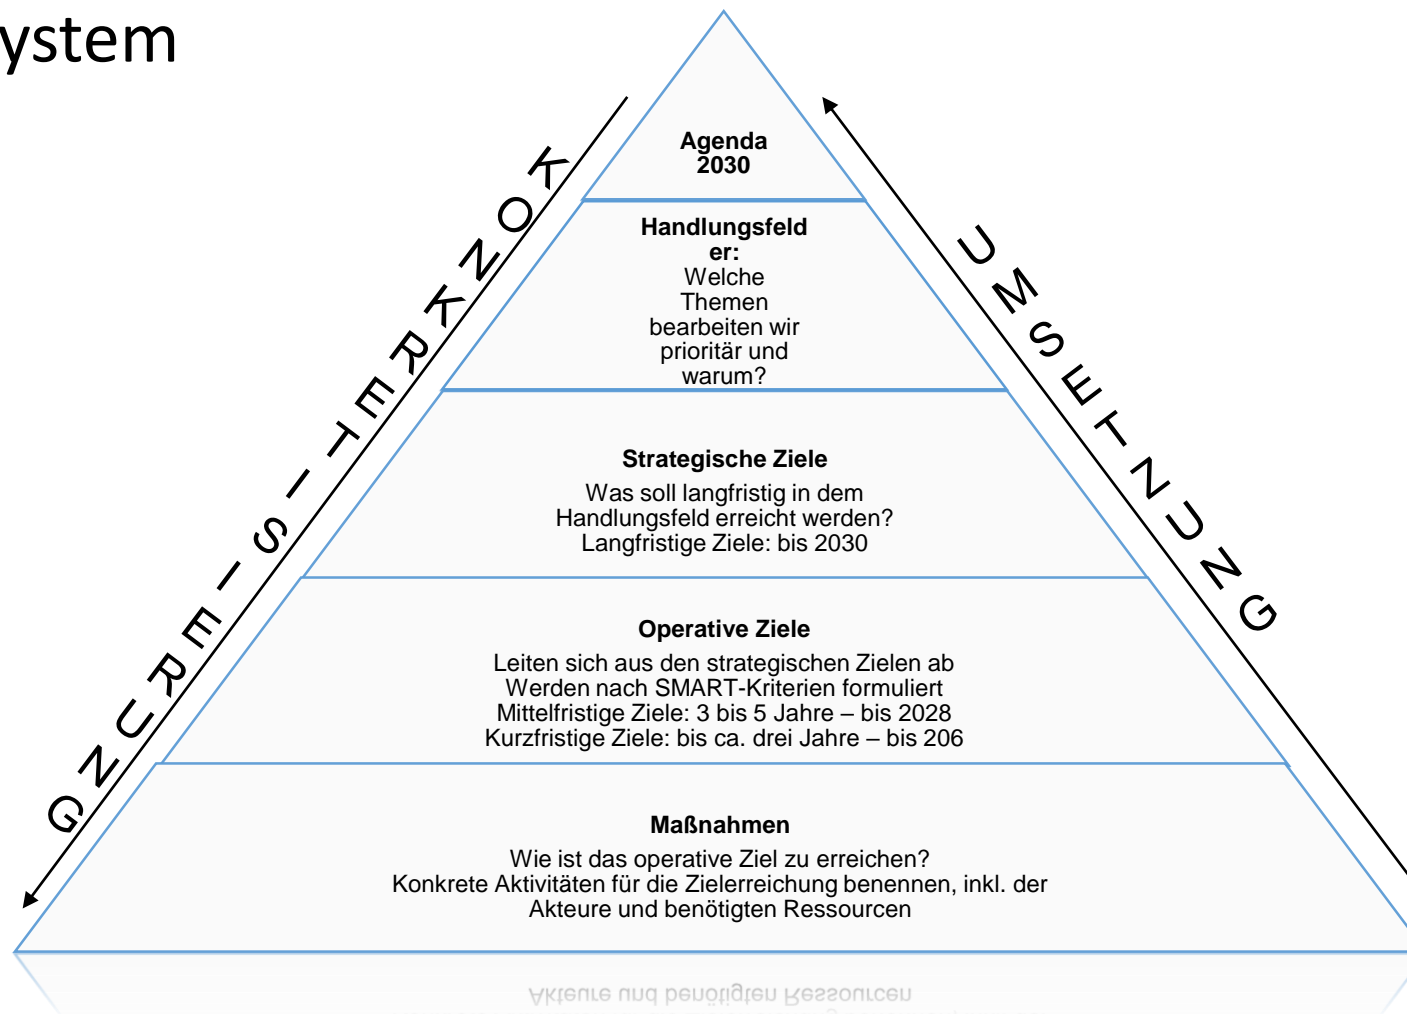 ystem
Agenda
2030
Handlungsfeld
er:
Welche
Themen
bearbeiten wir
prioritär und
warum?
Strategische Ziele
Was soll langfristig in dem
Handlungsfeld erreicht werden?
Langfristige Ziele: bis 2030
Operative Ziele
Leiten sich aus den strategischen Zielen ab
Werden nach SMART-Kriterien formuliert
Mittelfristige Ziele: 3 bis 5 Jahre – bis 2028
Kurzfristige Ziele: bis ca. drei Jahre – bis 206
Maßnahmen
Wie ist das operative Ziel zu erreichen?
Konkrete Aktivitäten für die Zielerreichung benennen, inkl. der
Akteure und benötigten Ressourcen
KONKRETISIERUNG
UMSETZUNG